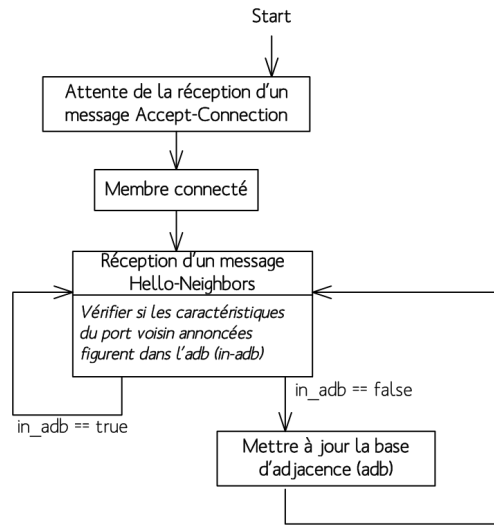 Start
Attente de la réception d'un
message Accept-Connection
Membre connecté
Réception d'un message
Hello-Neighbors
Vérifier si les caractéristiques
du port voisin annoncées
figurent dans l'adb (in-adb)
in_adb == false
in_adb == true
Mettre à jour la base
d'adjacence (adb)